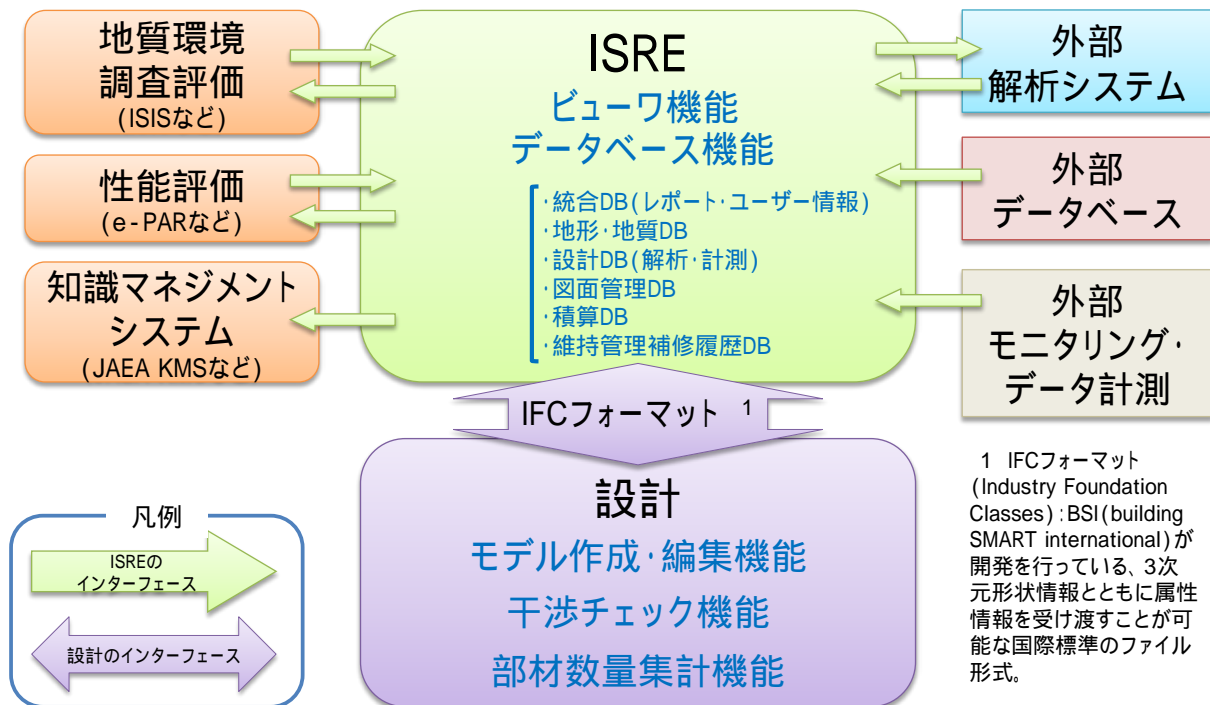 地質環境
調査評価
(ISISなど)
性能評価
(e-PARなど)
知識マネジメント
システム
(JAEA KMSなど)
ISRE
ビューワ機能
データベース機能
･統合DB(レポート･ユーザー情報)
･地形･地質DB
･設計DB(解析･計測)
･図面管理DB
･積算DB
･維持管理補修履歴DB
外部
解析システム
外部
データベース
外部
モニタリング･
データ計測
IFCフォーマット 1
設計
モデル作成･編集機能
干渉チェック機能
部材数量集計機能
凡例
ISREの
インターフェース
設計のインターフェース
1 IFCフォーマット
(Industry Foundation
Classes):BSI(building
SMART international)が
開発を行っている、3次
元形状情報とともに属性
情報を受け渡すことが可
能な国際標準のファイル
形式。